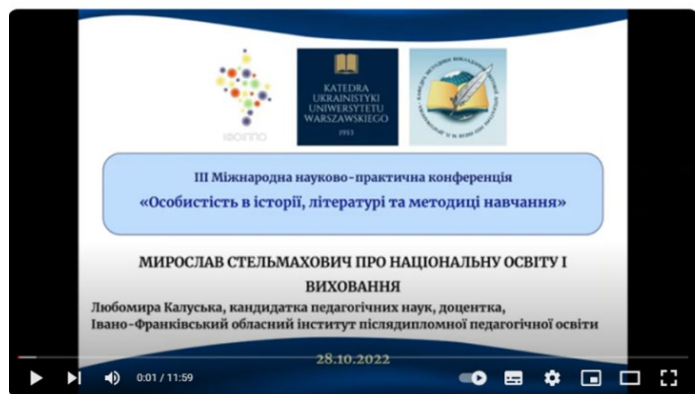 ІФОІППО
KATEDRA
UKRAINISTYKI
UNIWERSYTETU
WARSZAWSKIEGO
1953
ІІІ Міжнародна науково-практична конференція
«Особистість в історії, літературі та методиці навчання»
МИРОСЛАВ СТЕЛЬМАХОВИЧ ПРО НАЦІОНАЛЬНУ ОСВІТУ І
ВИХОВАННЯ
Любомира Калуська, кандидатка педагогічних наук, доцентка,
Івано-Франківський обласний інститут післядипломної педагогічної освіти
28.10.2022
0:01 / 11:59